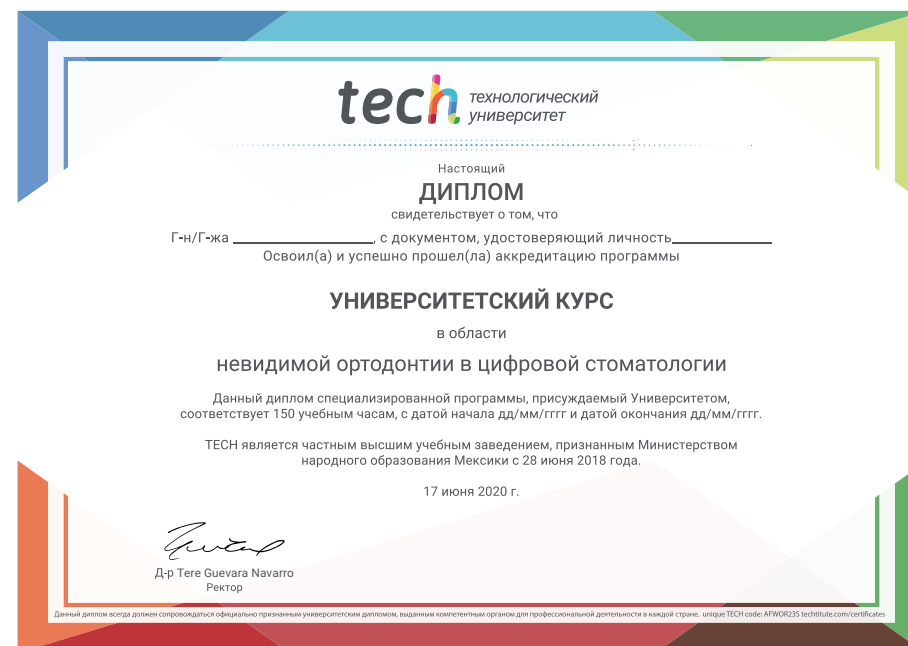 tech технологический
университет
Настоящий
ДИПЛОМ
свидетельствует о том, что
Г-н/Г-жа ____________________, с документом, удостоверяющий личность______________
Освоил(а) и успешно прошел(ла) аккредитацию программы
УНИВЕРСИТЕТСКИЙ КУРС
в области
невидимой ортодонтии в цифровой стоматологии
Данный диплом специализированной программы, присуждаемый Университетом,
соответствует 150 учебным часам, с датой начала дд/мм/гггг и датой окончания дд/мм/гггг.
TECH является частным высшим учебным заведением, признанным Министерством
народного образования Мексики с 28 июня 2018 года.
17 июня 2020 г.
Д-р Tere Guevara Navarro
Ректор
Данный диплом всегда должен сопровождаться официально признанным университетским дипломом, выданным компетентным органом для профессиональной деятельности в каждой стране. unique TECH code: AFWOR23S techtitute.com/certificates